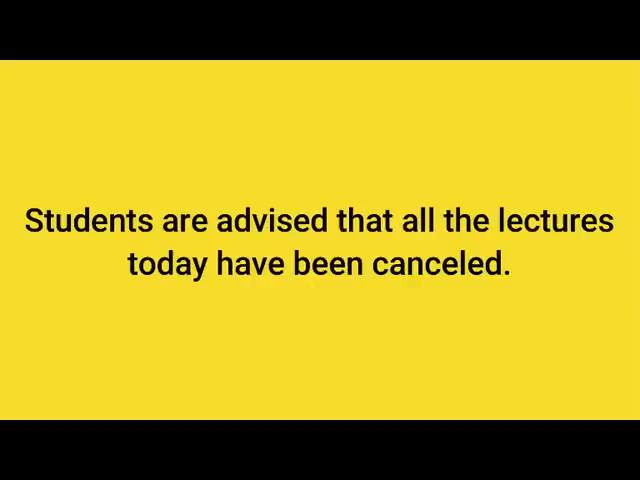 Students are advised that all the lectures
today have been canceled.